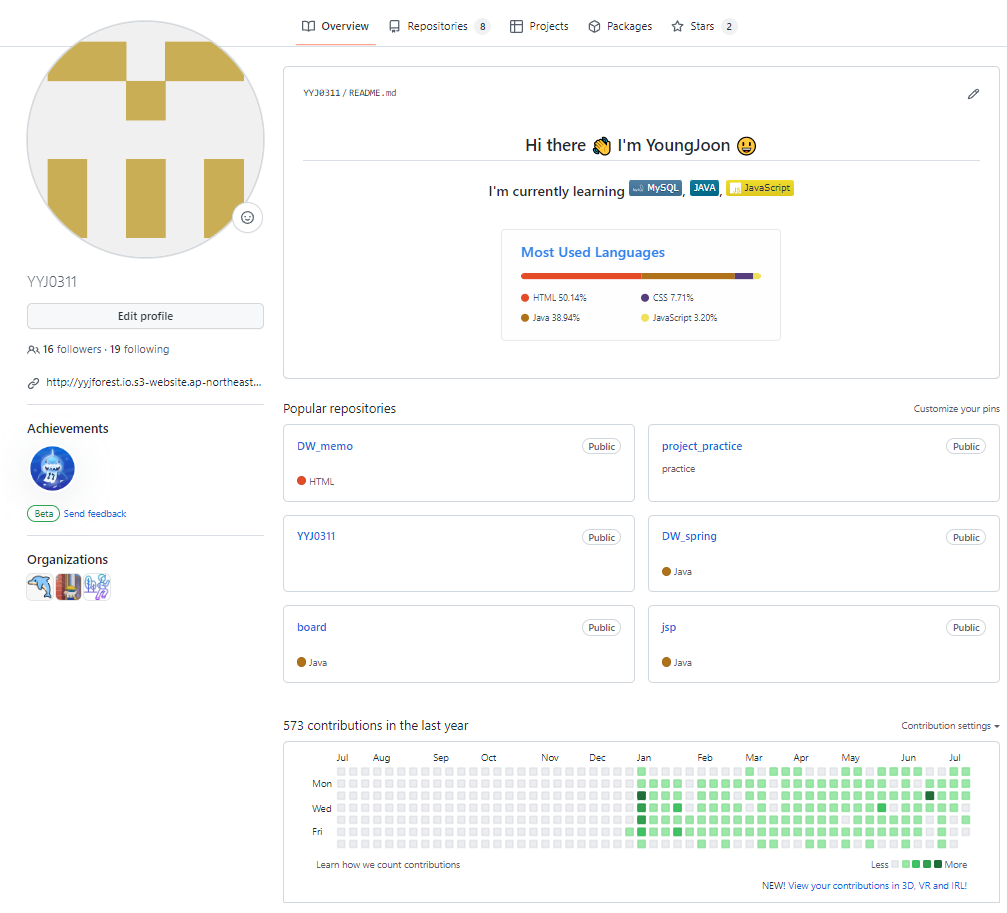 Overview Repositories 8 Projects Packages Stars 2
YYJ0311 / README.md
Hi there 👋 I'm YoungJoon 😃
I'm currently learning MySQL, JAVA, JS JavaScript
Most Used Languages
HTML 50.14% CSS 7.71%
Java 38.94% JavaScript 3.20%
YYJ0311
Edit profile
16 followers · 19 following
http://yyjforest.io.s3-website.ap-northeast...
Achievements
Beta Send feedback
Organizations
Popular repositories Customize your pins
DW_memo Public
HTML
project_practice Public
practice
YYJ0311 Public
DW_spring Public
Java
board Public
Java
jsp Public
Java
573 contributions in the last year Contribution settings
Jul Aug Sep Oct Nov Dec Jan Feb Mar Apr May Jun Jul
Mon
Wed
Fri
Learn how we count contributions Less More
NEW! View your contributions in 3D, VR and IRL!